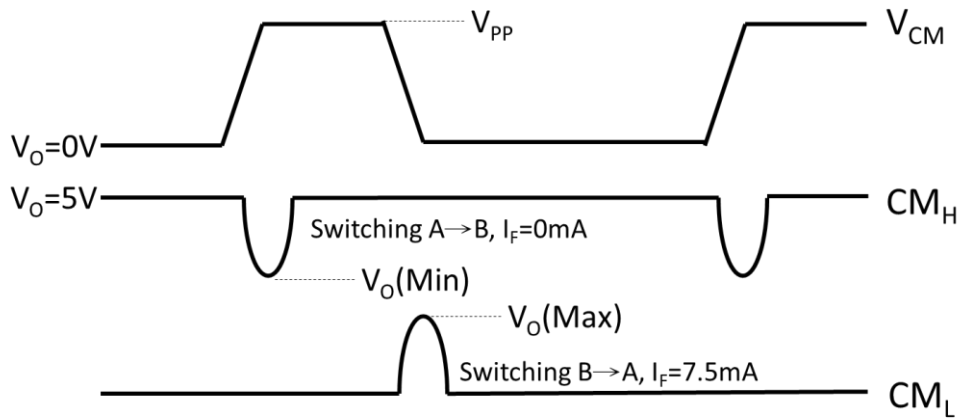 V_PP
V_CM
V_O=0V
V_O=5V
CM_H
Switching A→B, I_F=0mA
V_O(Min)
V_O(Max)
Switching B→A, I_F=7.5mA
CM_L